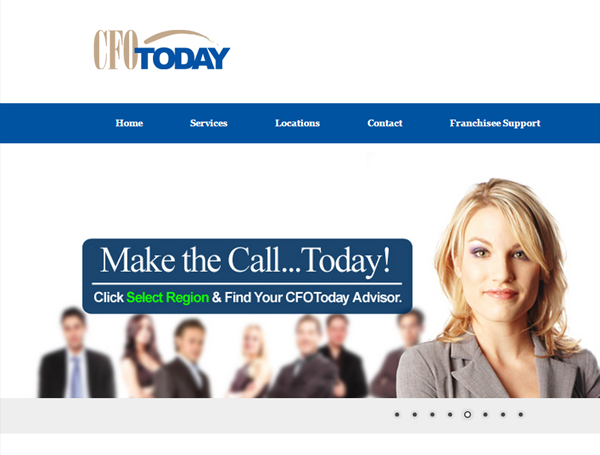 CFOTODAY
Home Services Locations Contact Franchisee Support
Make the Call...Today!
Click Select Region & Find Your CFOToday Advisor.